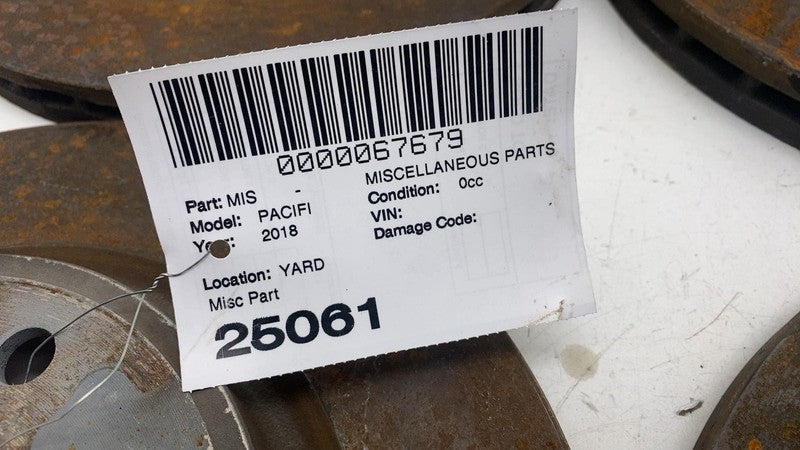 0000067679
MISCELLANEOUS PARTS
Part: MIS - Condition: 0cc
Model: PACIFI VIN:
Year: 2018 Damage Code:
Location: YARD
Misc Part
25061